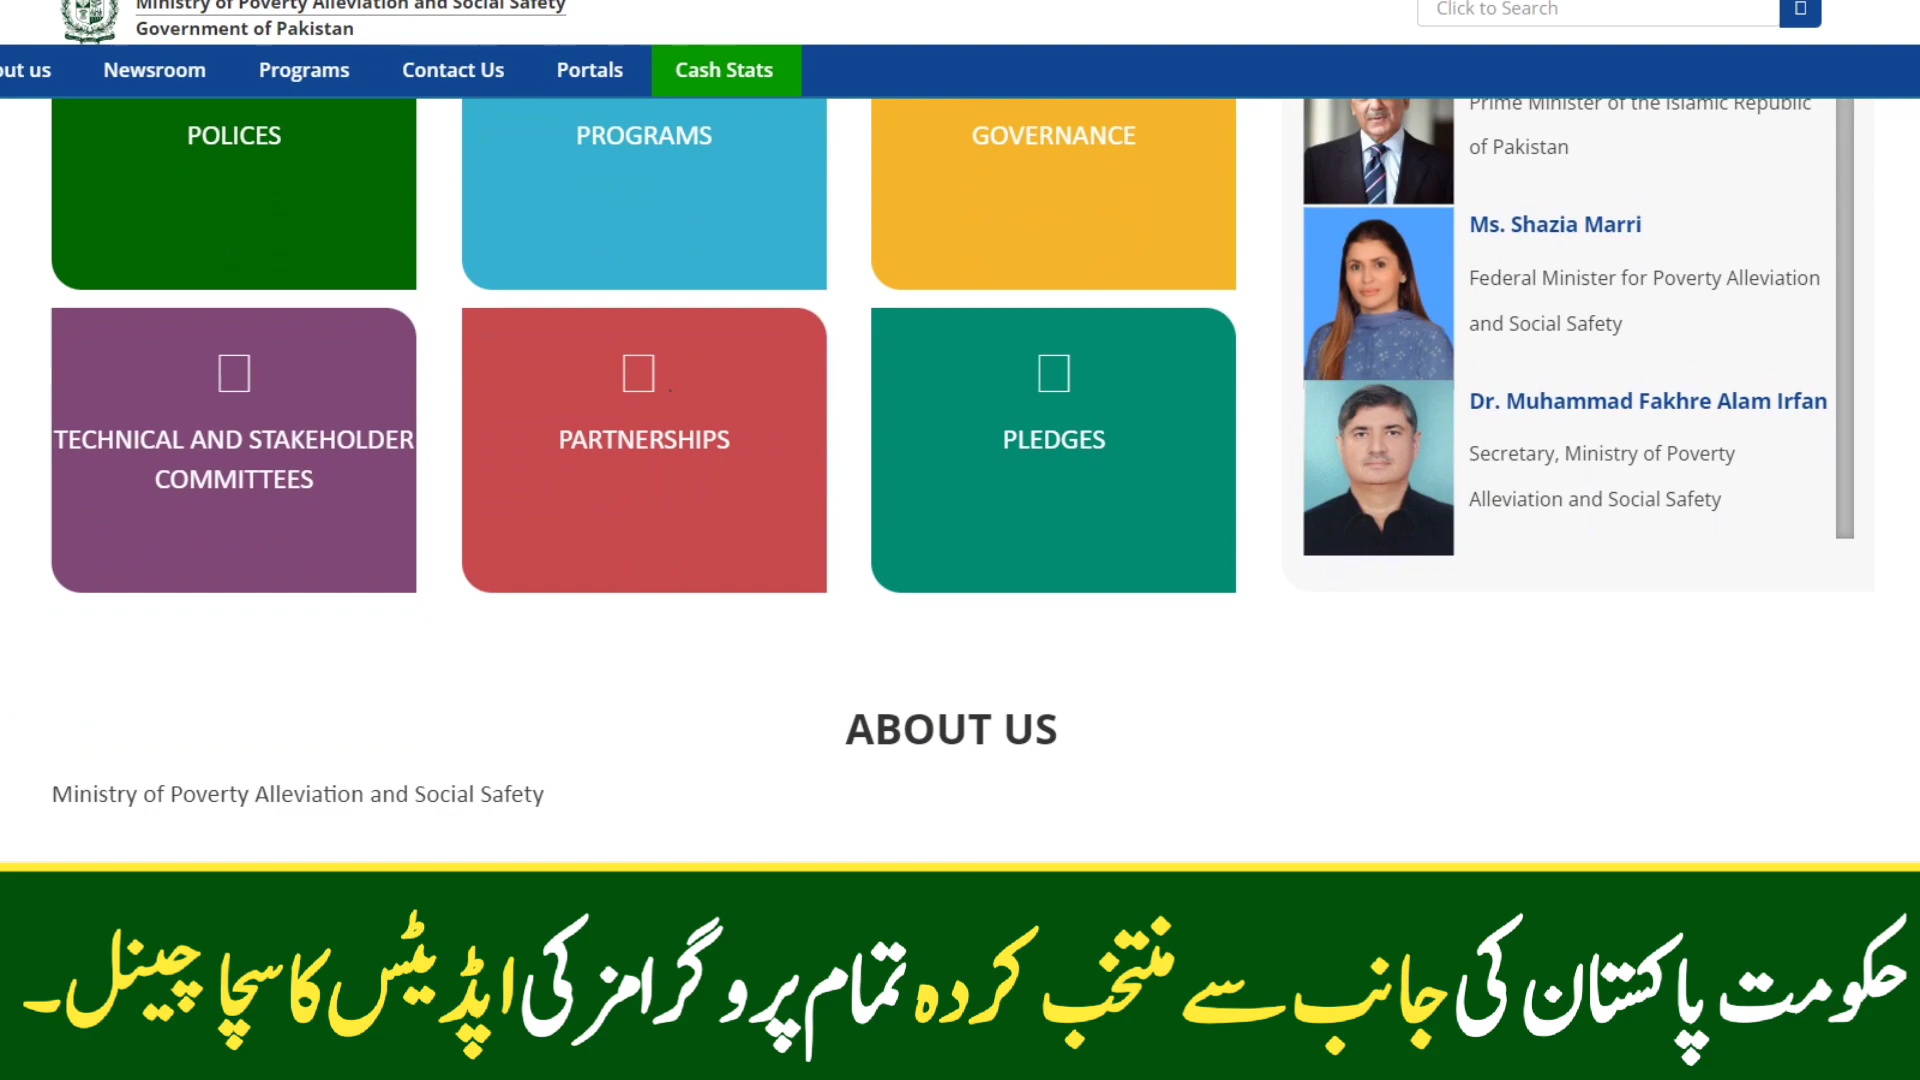 Ministry of Poverty Alleviation and Social Safety
Government of Pakistan
Click to Search
out us Newsroom Programs Contact Us Portals Cash Stats
POLICES
PROGRAMS
GOVERNANCE
TECHNICAL AND STAKEHOLDER
COMMITTEES
PARTNERSHIPS
PLEDGES
Prime Minister of the Islamic Republic
of Pakistan
Ms. Shazia Marri
Federal Minister for Poverty Alleviation
and Social Safety
Dr. Muhammad Fakhre Alam Irfan
Secretary, Ministry of Poverty
Alleviation and Social Safety
ABOUT US
Ministry of Poverty Alleviation and Social Safety
حکومت پاکستان کی جانب سے منتخب کردہ تمام پروگرامز کی اپڈیٹس کا سچا چینل۔